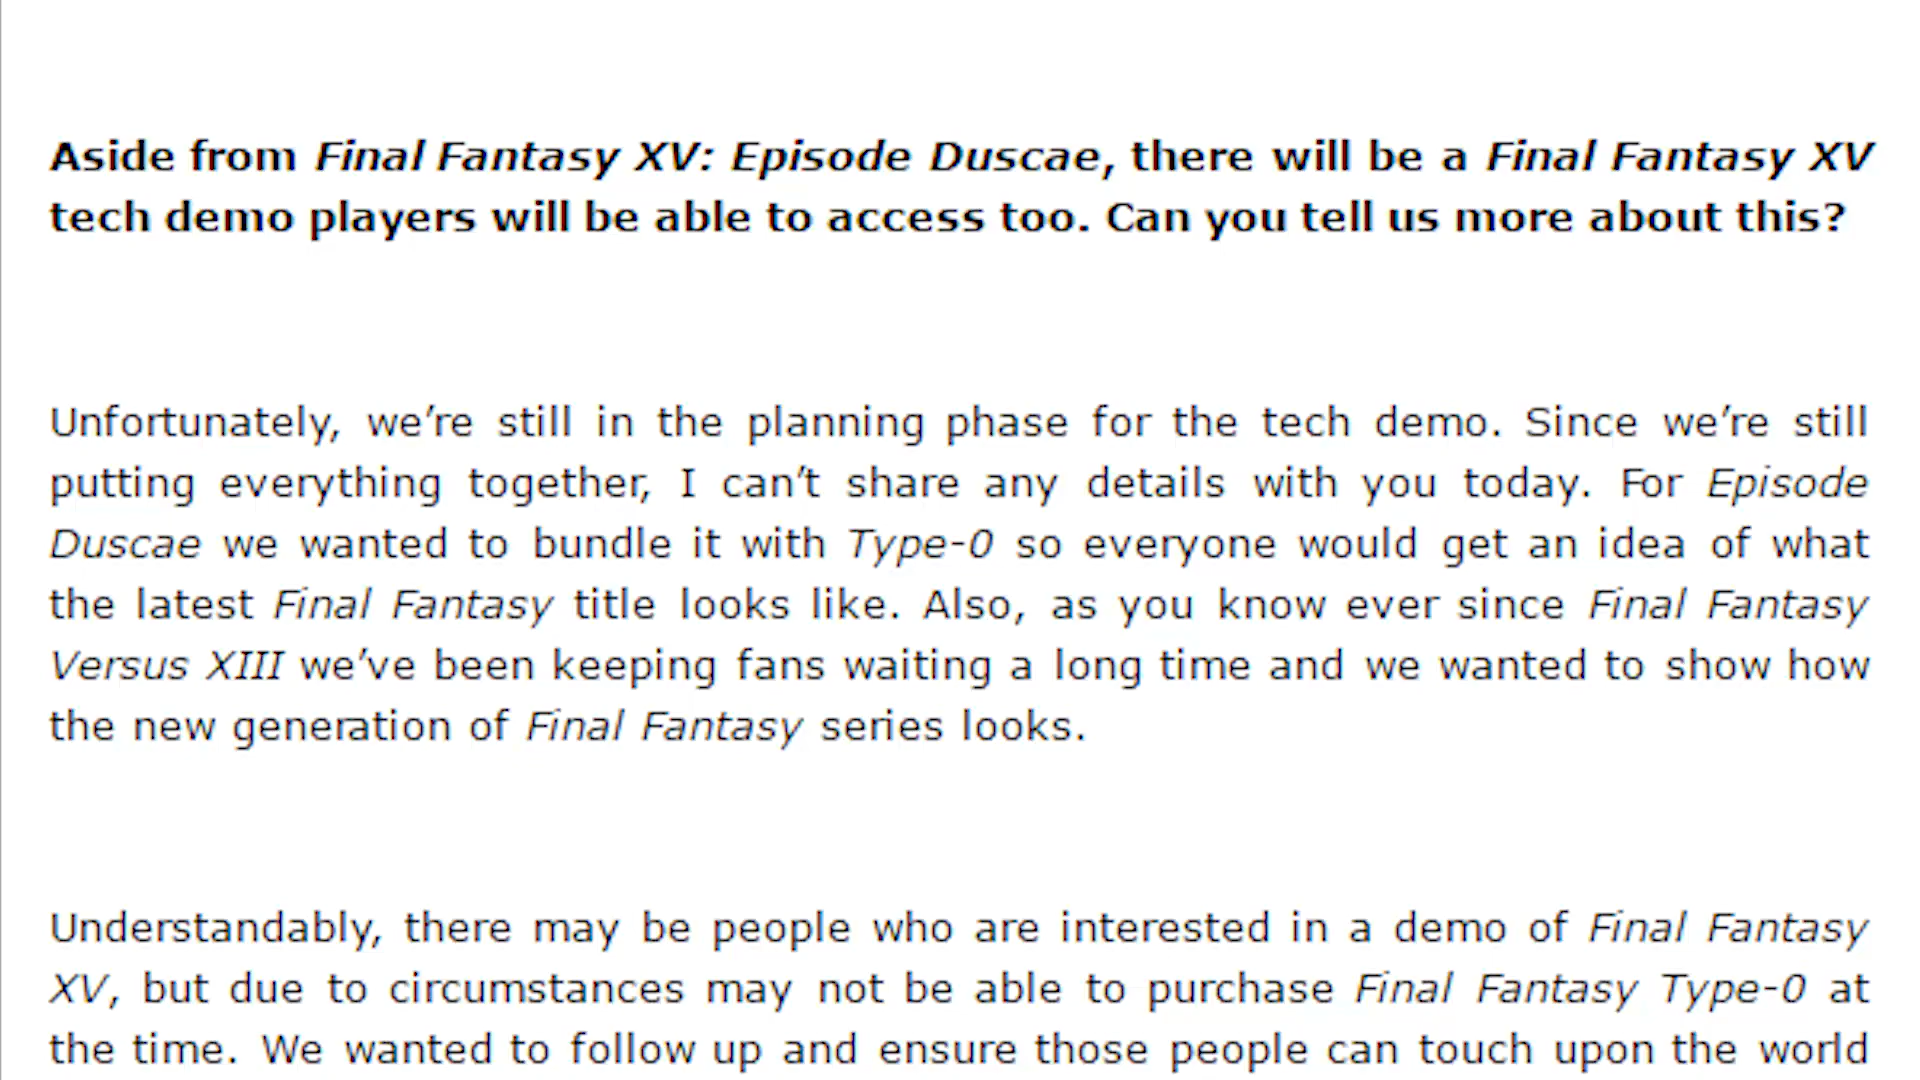 Aside from Final Fantasy XV: Episode Duscae, there will be a Final Fantasy XV
tech demo players will be able to access too. Can you tell us more about this?
Unfortunately, we’re still in the planning phase for the tech demo. Since we’re still
putting everything together, I can’t share any details with you today. For Episode
Duscae we wanted to bundle it with Type-0 so everyone would get an idea of what
the latest Final Fantasy title looks like. Also, as you know ever since Final Fantasy
Versus XIII we’ve been keeping fans waiting a long time and we wanted to show how
the new generation of Final Fantasy series looks.
Understandably, there may be people who are interested in a demo of Final Fantasy
XV, but due to circumstances may not be able to purchase Final Fantasy Type-0 at
the time. We wanted to follow up and ensure those people can touch upon the world